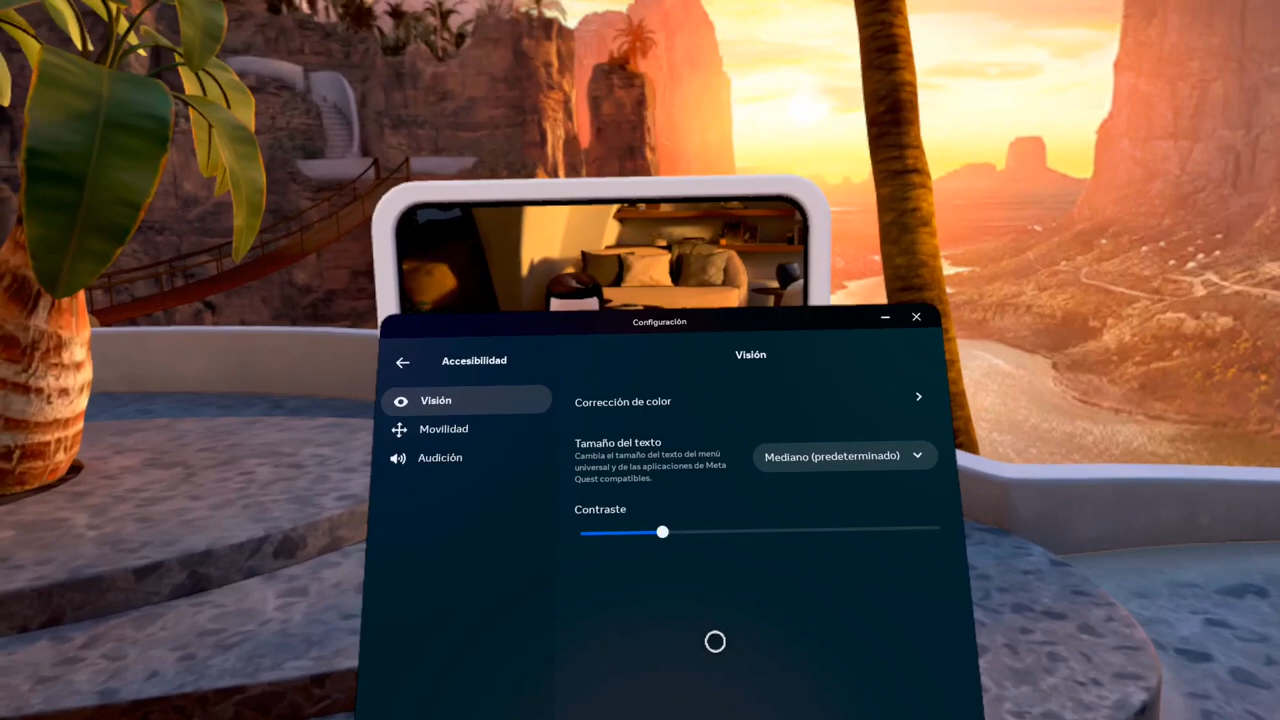 Configuración
Accesibilidad
Visión
Movilidad
Audición
Visión
Corrección de color
Tamaño del texto
Cambia el tamaño del texto del menú
universal y de las aplicaciones de Meta
Quest compatibles.
Mediano (predeterminado)
Contraste